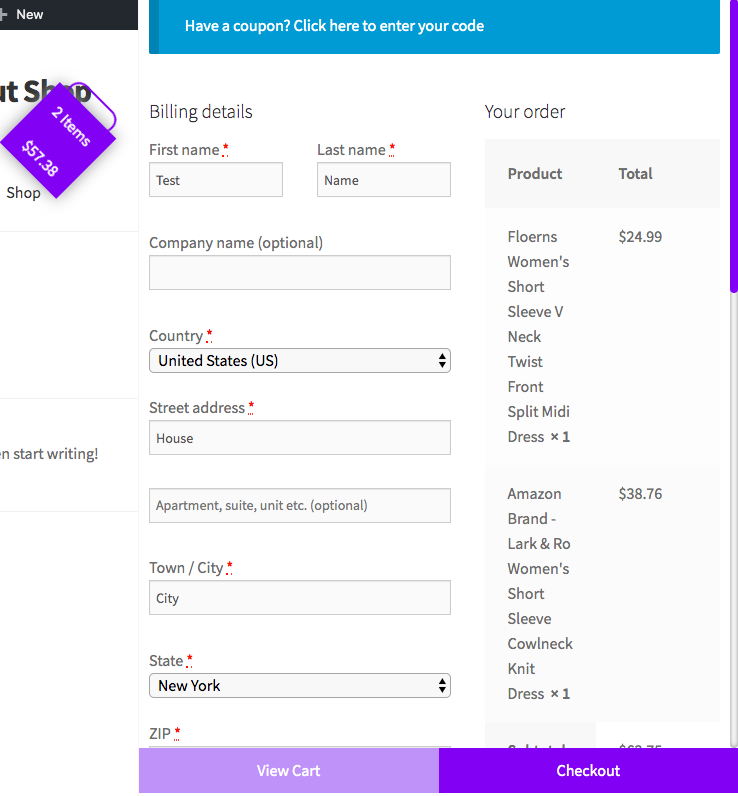 New
Have a coupon? Click here to enter your code
2 Items
$57.38
Shop
Billing details
First name *
Last name *
Test
Name
Company name (optional)
Country *
United States (US)
Street address *
House
Apartment, suite, unit etc. (optional)
Town / City *
City
State *
New York
ZIP *
Your order
Product
Total
Floerns
$24.99
Women's
Short
Sleeve V
Neck
Twist
Front
Split Midi
Dress × 1
Amazon
$38.76
Brand -
Lark & Ro
Women's
Short
Sleeve
Cowlneck
Knit
Dress × 1
start writing!
View Cart
Checkout